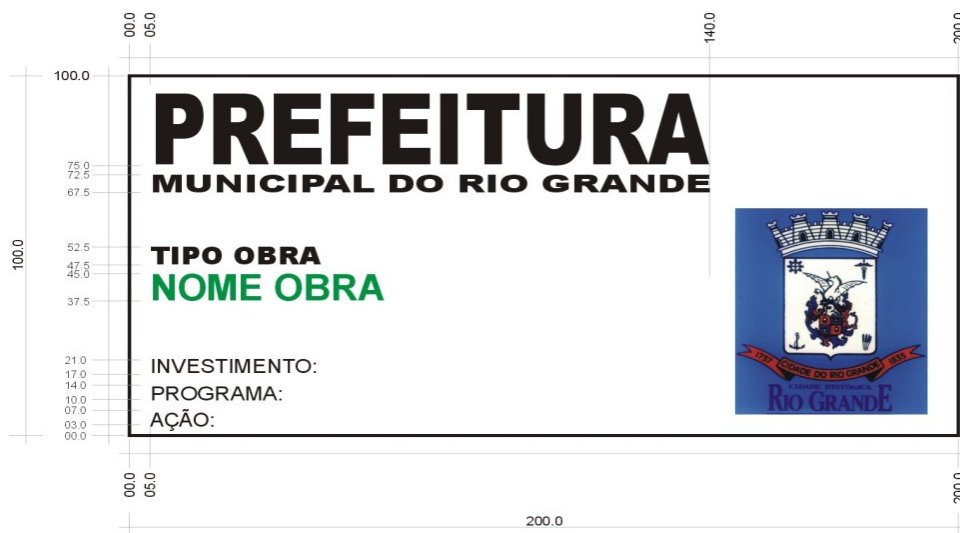 00.0 05.0 140.0 200.0
100.0
PREFEITURA
75.0
72.5
MUNICIPAL DO RIO GRANDE
67.5
100.0
52.5
TIPO OBRA
47.5
45.0
NOME OBRA
37.5
21.0
INVESTIMENTO:
17.0
14.0
PROGRAMA:
10.0
07.0
AÇÃO:
03.0
00.0
1737 CIDADE DO RIO GRANDE 1835
CIDADE HISTÓRICA
RIO GRANDE
00.0 05.0 200.0
200.0